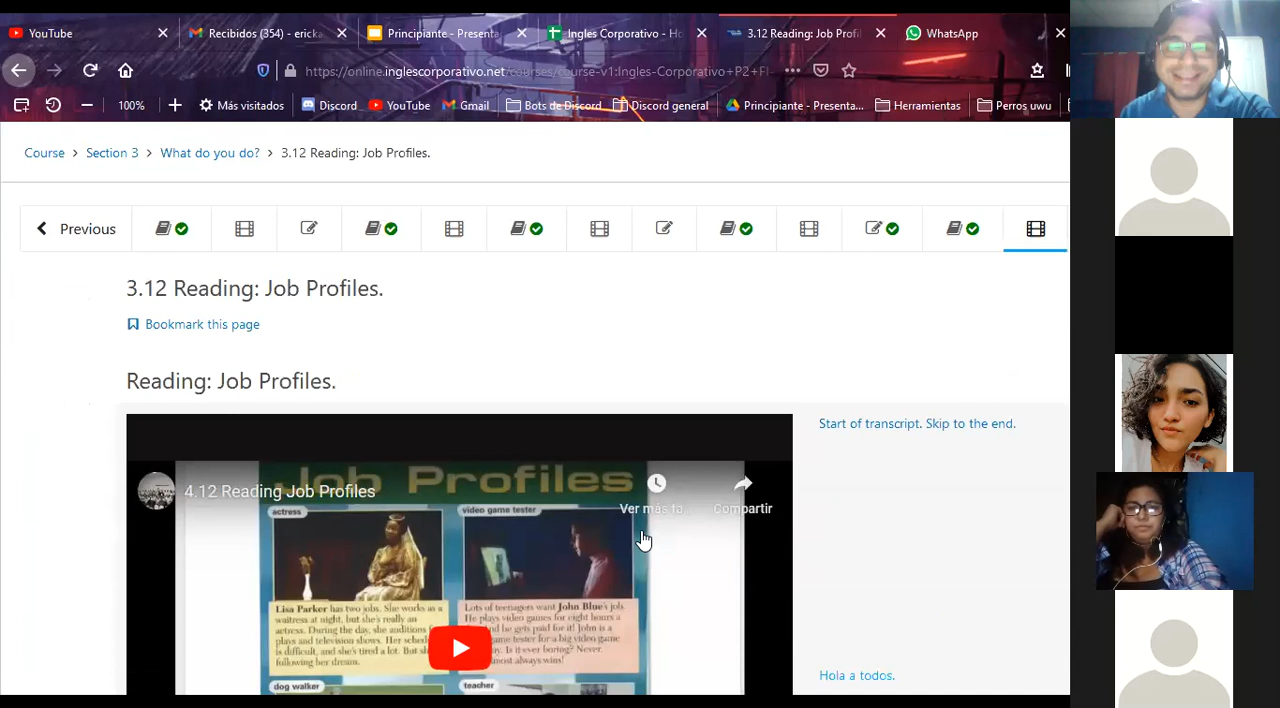 YouTube
Recibidos (354) - ericka
Principiante - Presenta
Ingles Corporativo - Ho
3.12 Reading: Job Profil
WhatsApp
https://online.inglescorporativo.net/courses/course-v1:Ingles-Corporativo+P2+FI-
100%
Más visitados
Discord
YouTube
Gmail
Bots de Discord
Discord general
Principiante - Presenta...
Herramientas
Perros uwu
Course > Section 3 > What do you do? > 3.12 Reading: Job Profiles.
Previous
3.12 Reading: Job Profiles.
Bookmark this page
Reading: Job Profiles.
Start of transcript. Skip to the end.
Job Profiles
4.12 Reading Job Profiles
Ver más ta
Compartir
actress
video game tester
Lisa Parker has two jobs. She works as a
waitress at night, but she's really an
actress. During the day, she auditions f
plays and television shows. Her sched
is difficult, and she's tired a lot. But sh
following her dream.
Lots of teenagers want John Blue's job.
He plays video games for eight hours a
nd he gets paid for it! John is a
game tester for a big video game
ny. Is it ever boring? Never.
most always wins!
dog walker
teacher
Hola a todos.